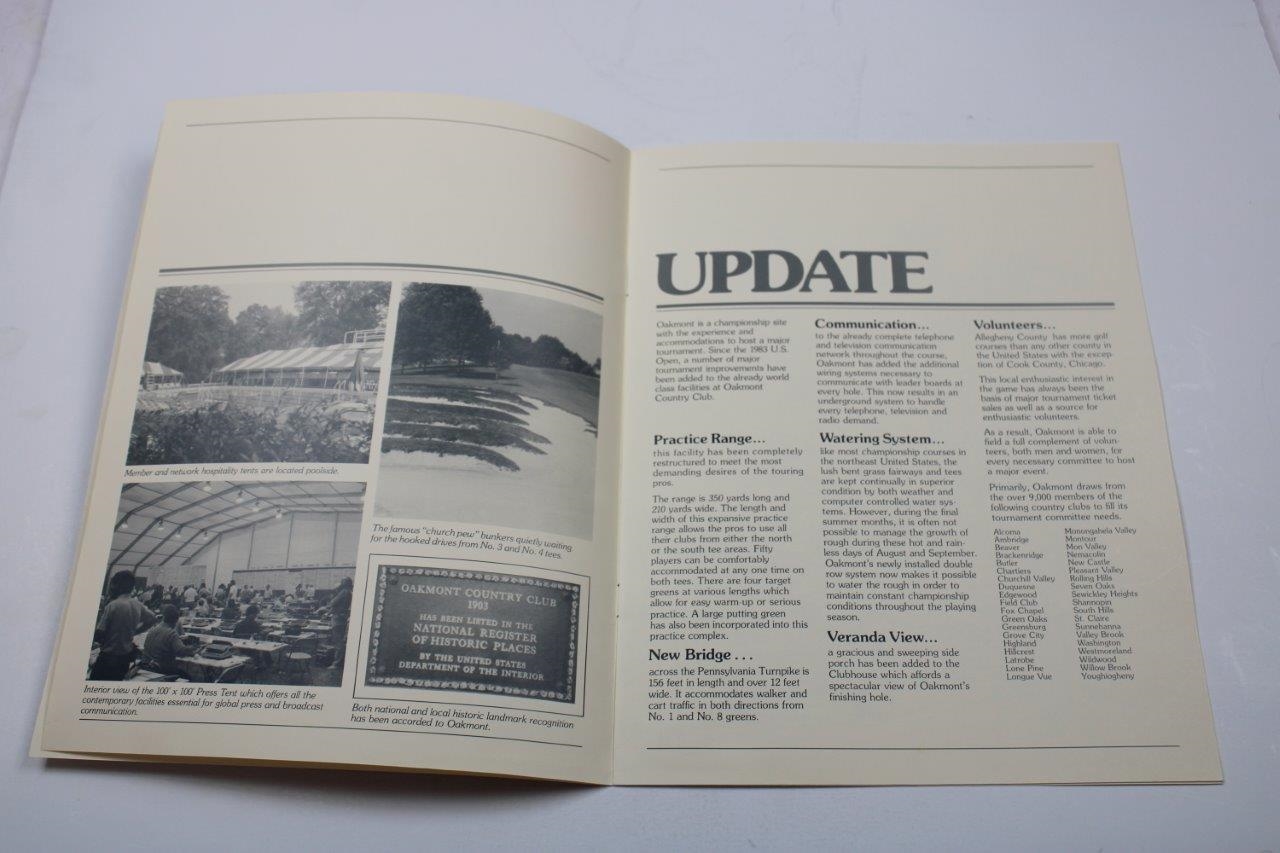 Member and network hospitality tents are located poolside.
Interior view of the 100' x 100' Press Tent which offers all the
contemporary facilities essential for global press and broadcast
communication.
The famous "church pew" bunkers quietly waiting
for the hooked drives from No. 3 and No. 4 tees.
OAKMONT COUNTRY CLUB
1903
HAS BEEN LISTED IN THE
NATIONAL REGISTER
OF HISTORIC PLACES
BY THE UNITED STATES
DEPARTMENT OF THE INTERIOR
Both national and local historic landmark recognition
has been accorded to Oakmont.
UPDATE
Oakmont is a championship site
with the experience and
accommodations to host a major
tournament. Since the 1983 U.S.
Open, a number of major
tournament improvements have
been added to the already world
class facilities at Oakmont
Country Club.
Practice Range...
this facility has been completely
restructured to meet the most
demanding desires of the touring
pros.
The range is 350 yards long and
210 yards wide. The length and
width of this expansive practice
range allows the pros to use all
their clubs from either the north
or the south tee areas. Fifty
players can be comfortably
accommodated at any one time on
both tees. There are four target
greens at various lengths which
allow for easy warm-up or serious
practice. A large putting green
has also been incorporated into this
practice complex.
New Bridge . . .
across the Pennsylvania Turnpike is
156 feet in length and over 12 feet
wide. It accommodates walker and
cart traffic in both directions from
No. 1 and No. 8 greens.
Communication...
to the already complete telephone
and television communication
network throughout the course,
Oakmont has added the additional
wiring systems necessary to
communicate with leader boards at
every hole. This now results in an
underground system to handle
every telephone, television and
radio demand.
Watering System...
like most championship courses in
the northeast United States, the
lush bent grass fairways and tees
are kept continually in superior
condition by both weather and
computer controlled water sys-
tems. However, during the final
summer months, it is often not
possible to manage the growth of
rough during these hot and rain-
less days of August and September.
Oakmont's newly installed double
row system now makes it possible
to water the rough in order to
maintain constant championship
conditions throughout the playing
season.
Veranda View...
a gracious and sweeping side
porch has been added to the
Clubhouse which affords a
spectacular view of Oakmont's
finishing hole.
Volunteers...
Allegheny County has more golf
courses than any other county in
the United States with the excep-
tion of Cook County, Chicago.
This local enthusiastic interest in
the game has always been the
basis of major tournament ticket
sales as well as a source for
enthusiastic volunteers.
As a result, Oakmont is able to
field a full complement of volun-
teers, both men and women, for
every necessary committee to host
a major event.
Primarily, Oakmont draws from
the over 9,000 members of the
following country clubs to fill its
tournament committee needs.
Alcoma
Ambridge
Beaver
Brackenridge
Butler
Chartiers
Churchill Valley
Duquesne
Edgewood
Field Club
Fox Chapel
Green Oaks
Greensburg
Grove City
Highland
Hillcrest
Latrobe
Lone Pine
Longue Vue
Monongahela Valley
Montour
Mon Valley
Nemacolin
New Castle
Pleasant Valley
Rolling Hills
Seven Oaks
Sewickley Heights
Shannopin
South Hills
St. Claire
Sunnehanna
Valley Brook
Washington
Westmoreland
Wildwood
Willow Brook
Youghiogheny